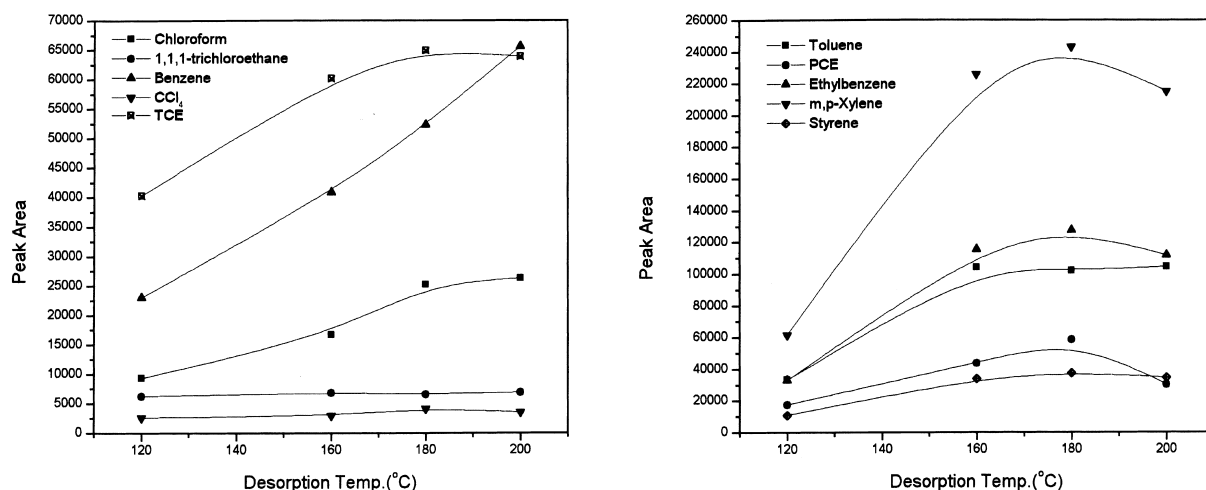 70000
65000
60000
55000
50000
45000
40000
35000
30000
25000
20000
15000
10000
5000
0
Peak Area
Chloroform
1,1,1-trichloroethane
Benzene
CCl4
TCE
120 140 160 180 200
Desorption Temp.(°C)
260000
240000
220000
200000
180000
160000
140000
120000
100000
80000
60000
40000
20000
0
Peak Area
Toluene
PCE
Ethylbenzene
m,p-Xylene
Styrene
120 140 160 180 200
Desorption Temp.(°C)